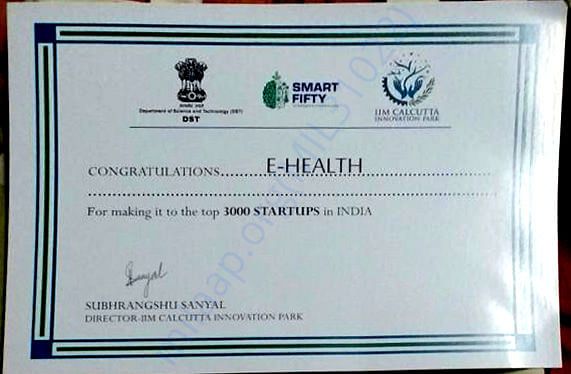 Department of Science and Technology (DST)
DST
SMART
FIFTY
IIM CALCUTTA
INNOVATION PARK
CONGRATULATIONS E-HEALTH
For making it to the top 3000 STARTUPS in INDIA
SUBHRANGSHU SANYAL
DIRECTOR-IIM CALCUTTA INNOVATION PARK